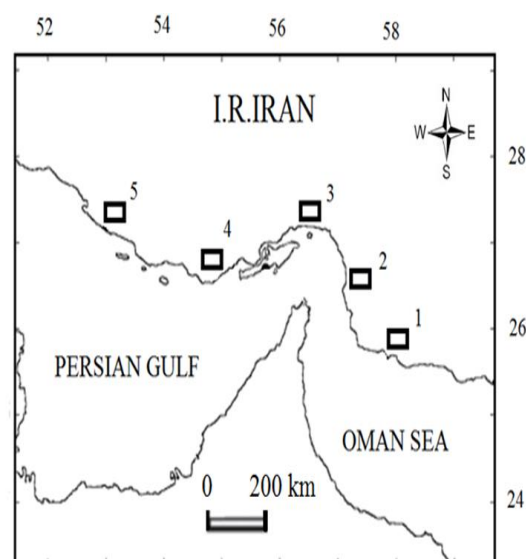 52 54 56 58
I.R.IRAN
N
W E
S
28
5
3
4
2
1
26
PERSIAN GULF
OMAN SEA
0 200 km
24